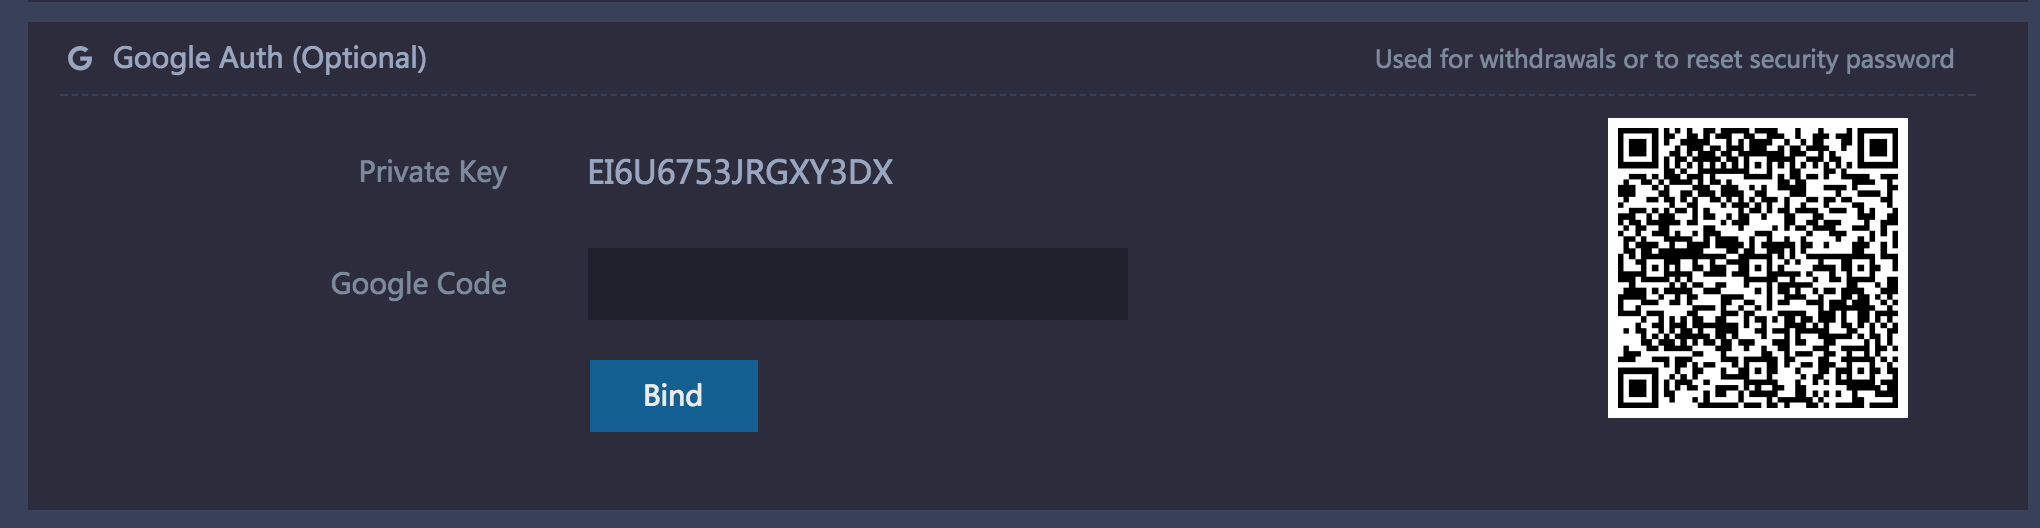 Google Auth (Optional)
Used for withdrawals or to reset security password
Private Key
EI6U6753JRGXY3DX
Google Code
Bind